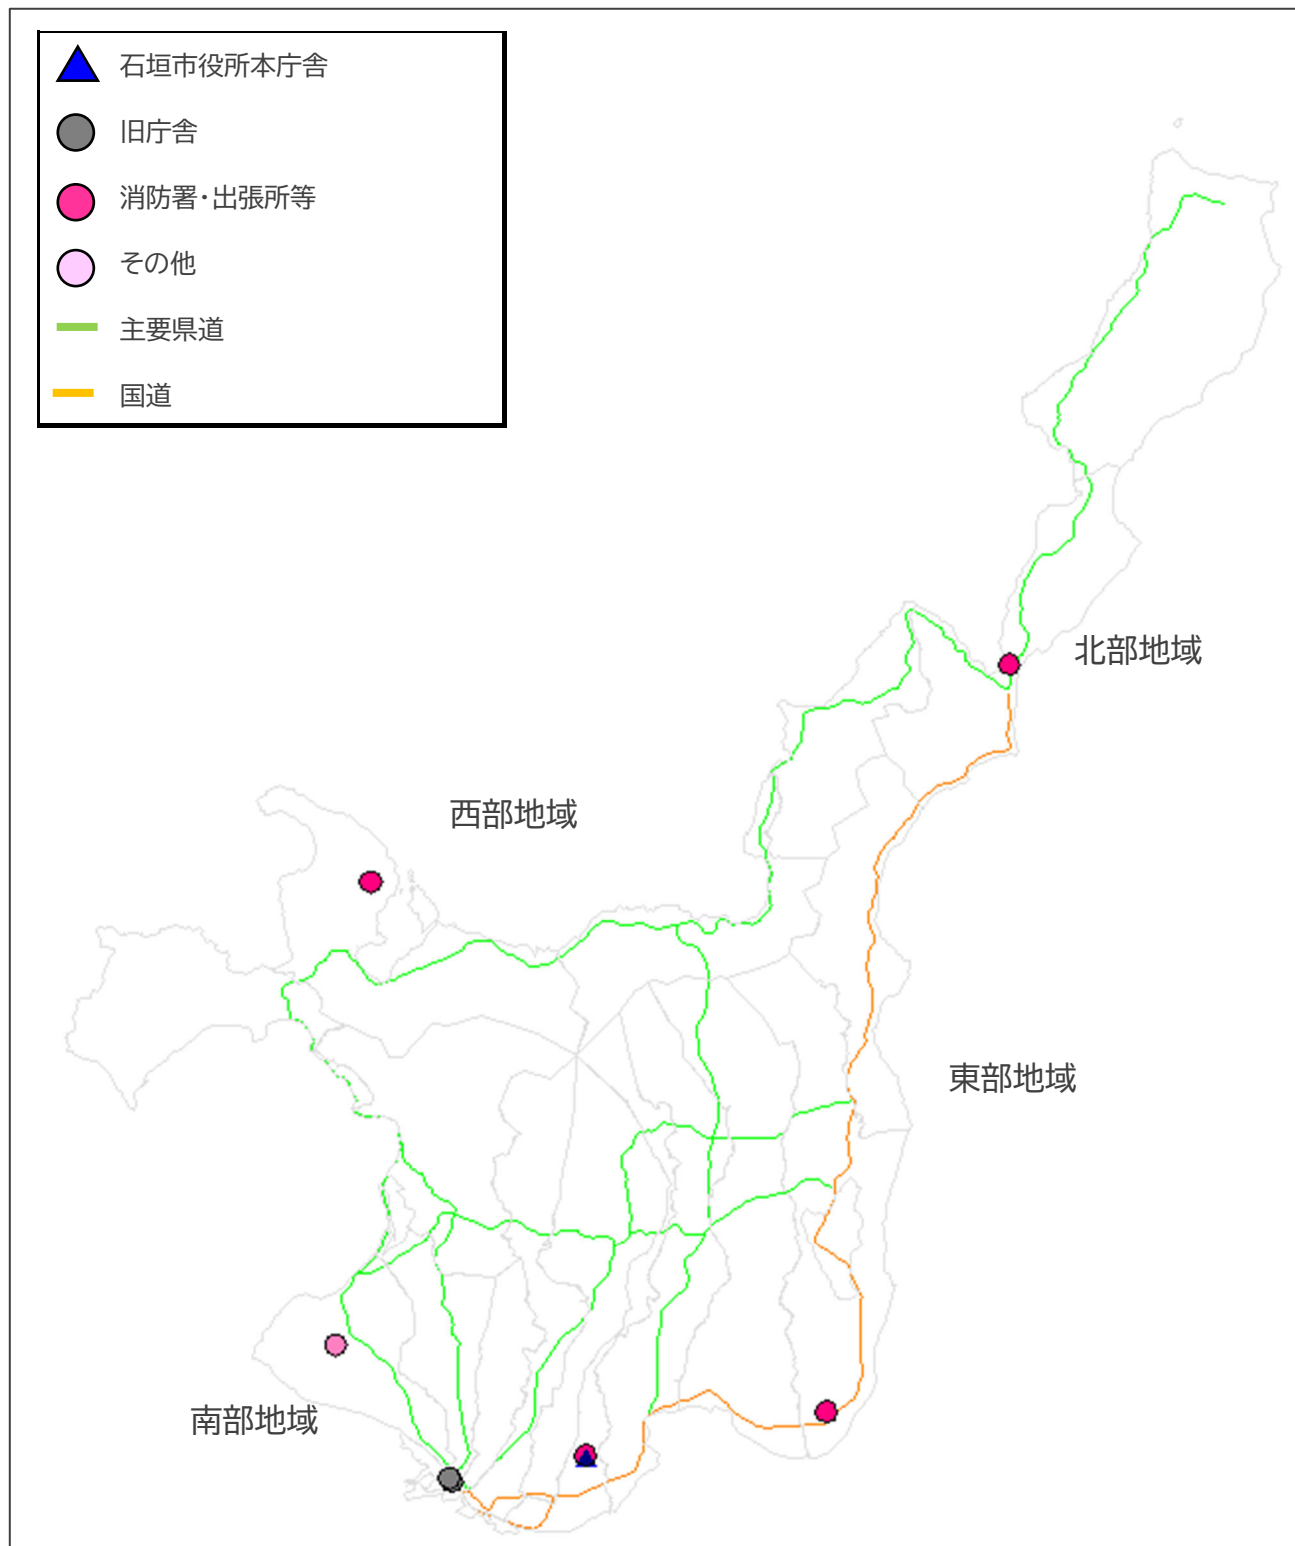 石垣市役所本庁舎
旧庁舎
消防署・出張所等
その他
主要県道
国道
北部地域
西部地域
東部地域
南部地域